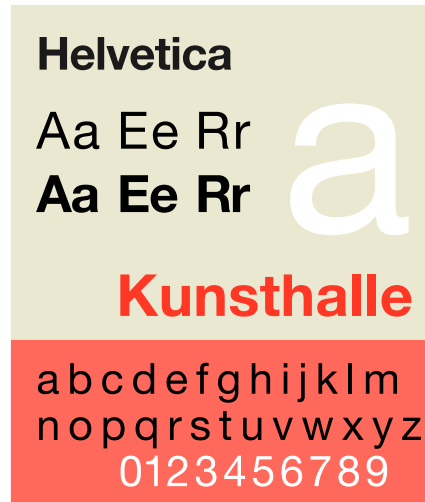 Helvetica
Aa Ee Rr
Aa Ee Rr
a
Kunsthalle
abcdefghijklm
nopqrstuvwxyz
0123456789